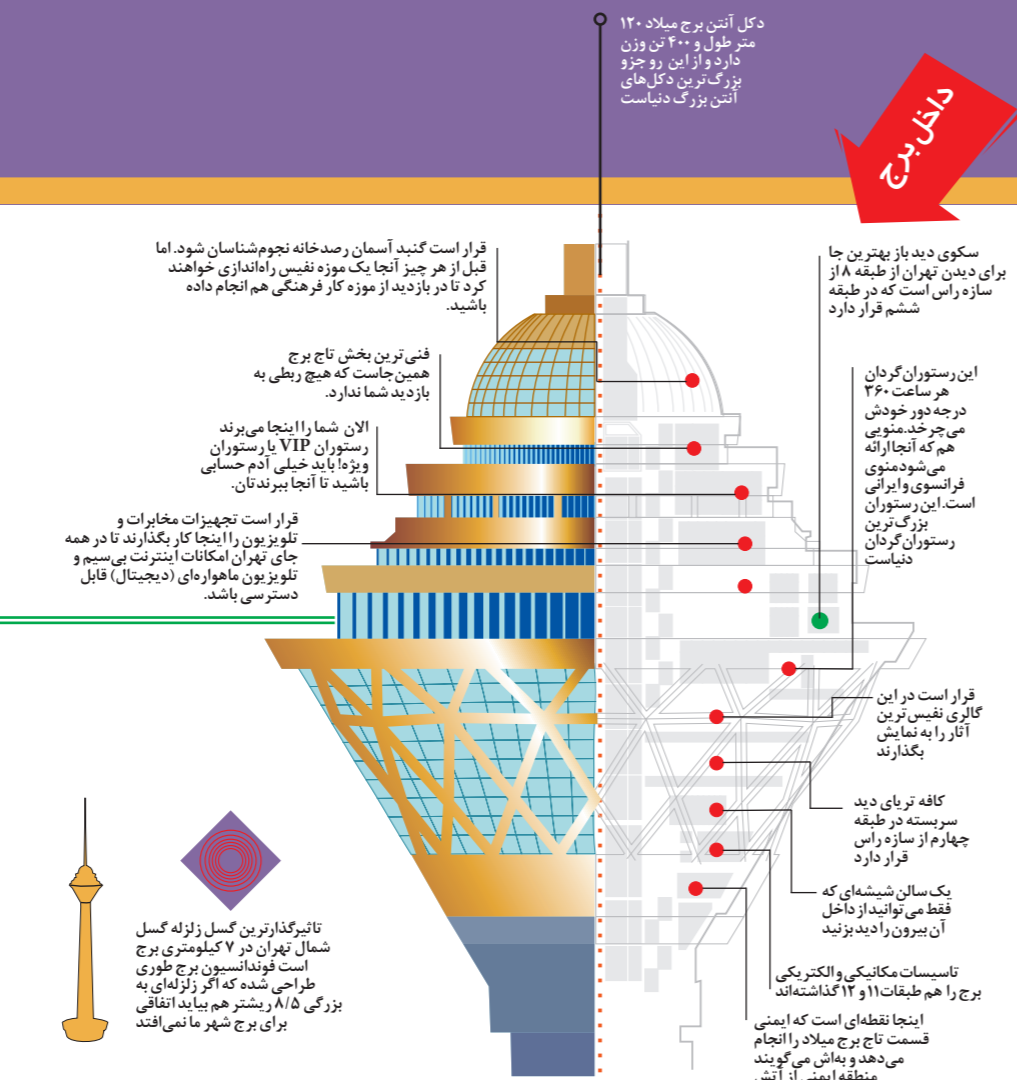 دکل آنتن برج میلاد ۱۲۰
متر طول و ۴۰۰ تن وزن
دارد و از این رو جزو
بزرگ‌ترین دکل‌های
آنتن بزرگ دنیاست
داخل برج
سکوی دید باز بهترین جا
برای دیدن تهران از طبقه ۸ از
سازه راس است که در طبقه
ششم قرار دارد
قرار است گنبد آسمان رصدخانه نجوم‌شناسان شود. اما
قبل از هر چیز آنجا یک موزه نفیس راه‌اندازی خواهند
کرد تا در بازدید از موزه کار فرهنگی هم انجام داده
باشید.
فنی‌ترین بخش تاج برج
همین‌جاست که هیچ ربطی به
بازدید شما ندارد.
الان شما را اینجا می‌برند
رستوران VIP یا رستوران
ویژه! باید خیلی آدم حسابی
باشید تا آنجا ببرندتان.
قرار است تجهیزات مخابرات و
تلویزیون را اینجا کار بگذارند تا در همه
جای تهران امکانات اینترنت بی‌سیم و
تلویزیون ماهواره‌ای (دیجیتال) قابل
دسترسی باشد.
این رستوران گردان
هر ساعت ۳۶۰
درجه دور خودش
می‌چرخد. منویی
هم که آنجا ارائه
می‌شود منوی
فرانسوی و ایرانی
است. این رستوران
بزرگ‌ترین
رستوران گردان
دنیاست
قرار است در این
گالری نفیس‌ترین
آثار را به نمایش
بگذارند
کافه تریای دید
سربسته در طبقه
چهارم از سازه راس
قرار دارد
یک سالن شیشه‌ای که
فقط می‌توانید از داخل
آن بیرون را دید بزنید
تاسیسات مکانیکی و الکتریکی
برج را هم طبقات ۱۱ و ۱۲ گذاشته‌اند
اینجا نقطه‌ای است که ایمنی
قسمت تاج برج میلاد را انجام
می‌دهد و به‌اش می‌گویند
منطقه ایمنی از آتش
تاثیرگذارترین گسل زلزله گسل
شمال تهران در ۷ کیلومتری برج
است فونداسیون برج طوری
طراحی شده که اگر زلزله‌ای به
بزرگی ۸/۵ ریشتر هم بیاید اتفاقی
برای برج شهر ما نمی‌افتد